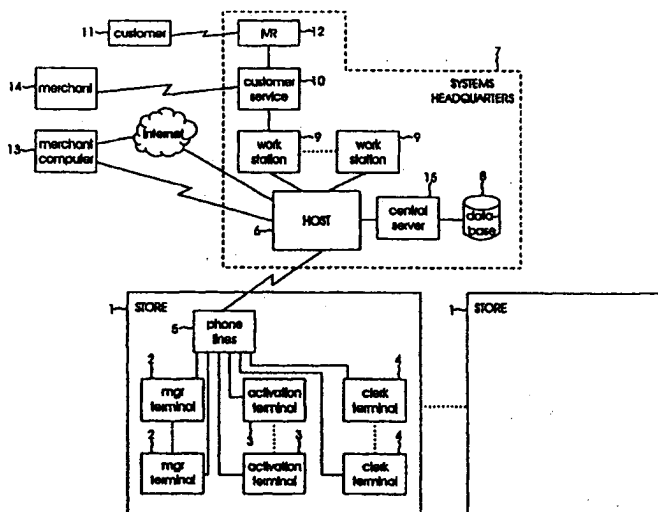 11 customer
IVR 12
7
14 merchant
customer service 10
SYSTEMS HEADQUARTERS
13 merchant computer
Internet
work station 9
work station 9
HOST
6
central server 15
data-base 8
1 STORE
5 phone lines
1 STORE
2 mgr terminal
activation terminal 3
4 clerk terminal
2 mgr terminal
3 activation terminal
4 clerk terminal